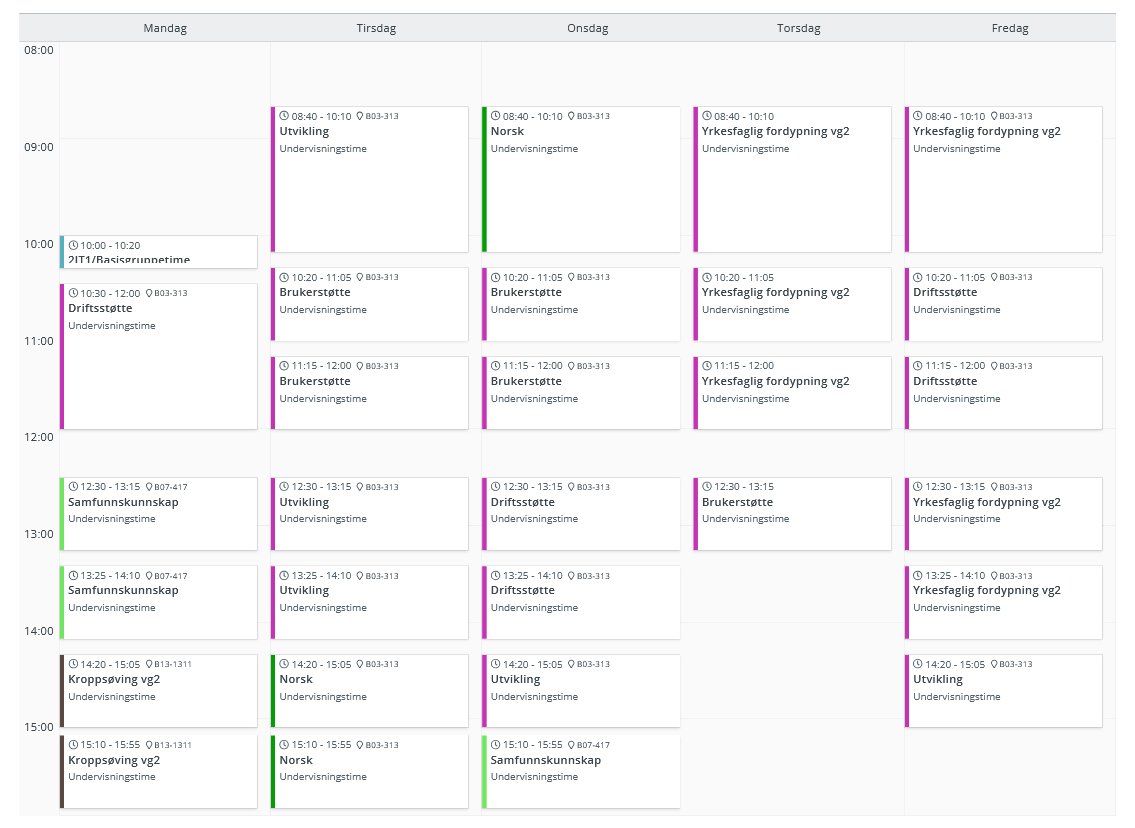 Mandag Tirsdag Onsdag Torsdag Fredag
08:00
09:00
10:00
11:00
12:00
13:00
14:00
15:00
10:00 - 10:20
2IT1/Basisgruppetime
10:30 - 12:00 B03-313
Driftsstøtte
Undervisningstime
12:30 - 13:15 B07-417
Samfunnskunnskap
Undervisningstime
13:25 - 14:10 B07-417
Samfunnskunnskap
Undervisningstime
14:20 - 15:05 B13-1311
Kroppsøving vg2
Undervisningstime
15:10 - 15:55 B13-1311
Kroppsøving vg2
Undervisningstime
08:40 - 10:10 B03-313
Utvikling
Undervisningstime
10:20 - 11:05 B03-313
Brukerstøtte
Undervisningstime
11:15 - 12:00 B03-313
Brukerstøtte
Undervisningstime
12:30 - 13:15 B03-313
Utvikling
Undervisningstime
13:25 - 14:10 B03-313
Utvikling
Undervisningstime
14:20 - 15:05 B03-313
Norsk
Undervisningstime
15:10 - 15:55 B03-313
Norsk
Undervisningstime
08:40 - 10:10 B03-313
Norsk
Undervisningstime
10:20 - 11:05 B03-313
Brukerstøtte
Undervisningstime
11:15 - 12:00 B03-313
Brukerstøtte
Undervisningstime
12:30 - 13:15 B03-313
Driftsstøtte
Undervisningstime
13:25 - 14:10 B03-313
Driftsstøtte
Undervisningstime
14:20 - 15:05 B03-313
Utvikling
Undervisningstime
15:10 - 15:55 B07-417
Samfunnskunnskap
Undervisningstime
08:40 - 10:10
Yrkesfaglig fordypning vg2
Undervisningstime
10:20 - 11:05
Yrkesfaglig fordypning vg2
Undervisningstime
11:15 - 12:00
Yrkesfaglig fordypning vg2
Undervisningstime
12:30 - 13:15
Brukerstøtte
Undervisningstime
08:40 - 10:10 B03-313
Yrkesfaglig fordypning vg2
Undervisningstime
10:20 - 11:05 B03-313
Driftsstøtte
Undervisningstime
11:15 - 12:00 B03-313
Driftsstøtte
Undervisningstime
12:30 - 13:15 B03-313
Yrkesfaglig fordypning vg2
Undervisningstime
13:25 - 14:10 B03-313
Yrkesfaglig fordypning vg2
Undervisningstime
14:20 - 15:05 B03-313
Utvikling
Undervisningstime